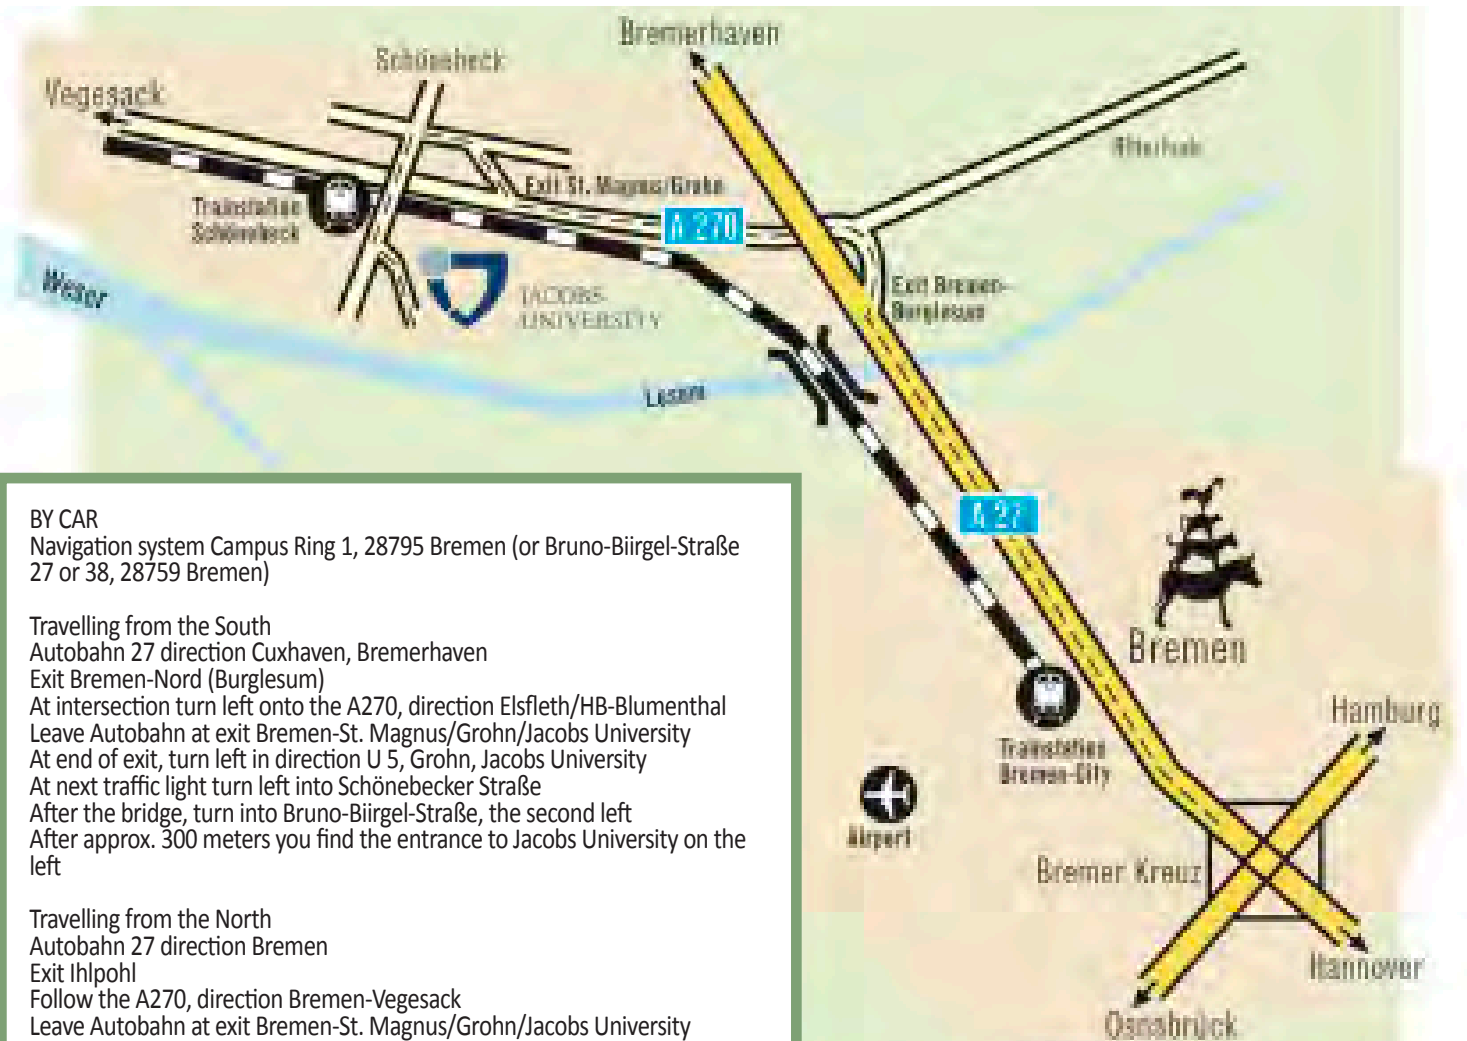 Bremerhaven
Schönebeck
Vegesack
Exit St. Magnus/Grohn
Trainstation
Schönebeck
A 270
Weser
JACOBS
UNIVERSITY
Exit Bremen-
Burglesum
Lesum
A 27
Bremen
Hamburg
Trainstation
Bremen-City
Airport
Bremer Kreuz
Hannover
Osnabrück
BY CAR
Navigation system Campus Ring 1, 28795 Bremen (or Bruno-Biirgel-Straße
27 or 38, 28759 Bremen)
Travelling from the South
Autobahn 27 direction Cuxhaven, Bremerhaven
Exit Bremen-Nord (Burglesum)
At intersection turn left onto the A270, direction Elsfleth/HB-Blumenthal
Leave Autobahn at exit Bremen-St. Magnus/Grohn/Jacobs University
At end of exit, turn left in direction U 5, Grohn, Jacobs University
At next traffic light turn left into Schönebecker Straße
After the bridge, turn into Bruno-Biirgel-Straße, the second left
After approx. 300 meters you find the entrance to Jacobs University on the
left
Travelling from the North
Autobahn 27 direction Bremen
Exit Ihlpohl
Follow the A270, direction Bremen-Vegesack
Leave Autobahn at exit Bremen-St. Magnus/Grohn/Jacobs University